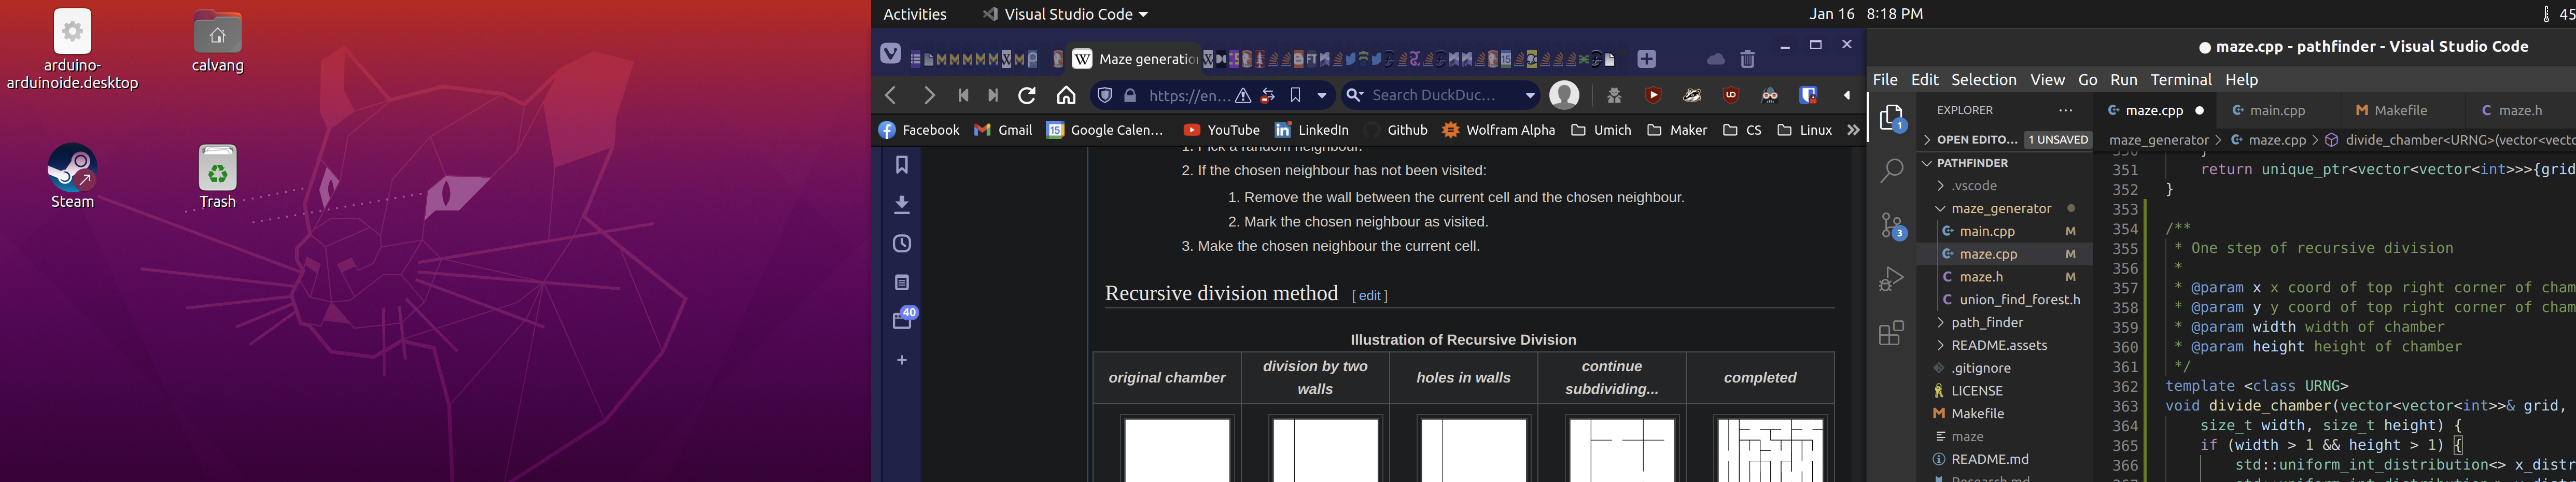 arduino-
arduinoide.desktop
calvang
Steam
Trash
Activities
Visual Studio Code
Jan 16 8:18 PM
45
Maze generatio
https://en...
Search DuckDuc...
Facebook
Gmail
Google Calen...
YouTube
LinkedIn
Github
Wolfram Alpha
Umich
Maker
CS
Linux
40
1. Pick a random neighbour.
2. If the chosen neighbour has not been visited:
1. Remove the wall between the current cell and the chosen neighbour.
2. Mark the chosen neighbour as visited.
3. Make the chosen neighbour the current cell.
Recursive division method [ edit ]
Illustration of Recursive Division
original chamber
division by two
walls
holes in walls
continue
subdividing...
completed
● maze.cpp - pathfinder - Visual Studio Code
File Edit Selection View Go Run Terminal Help
1
3
EXPLORER ...
OPEN EDITO... 1 UNSAVED
PATHFINDER
.vscode
maze_generator
main.cpp M
maze.cpp M
maze.h M
union_find_forest.h
path_finder
README.assets
.gitignore
LICENSE
Makefile
maze
README.md
Research.md
maze.cpp ●
main.cpp
Makefile
maze.h
maze_generator > maze.cpp > divide_chamber<URNG>(vector<vecto
350 }
351 return unique_ptr<vector<vector<int>>>{grid
352 }
353
354 /**
355 * One step of recursive division
356 *
357 * @param x x coord of top right corner of cham
358 * @param y y coord of top right corner of cham
359 * @param width width of chamber
360 * @param height height of chamber
361 */
362 template <class URNG>
363 void divide_chamber(vector<vector<int>>& grid,
364 size_t width, size_t height) {
365 if (width > 1 && height > 1) {
366 std::uniform_int_distribution<> x_distr